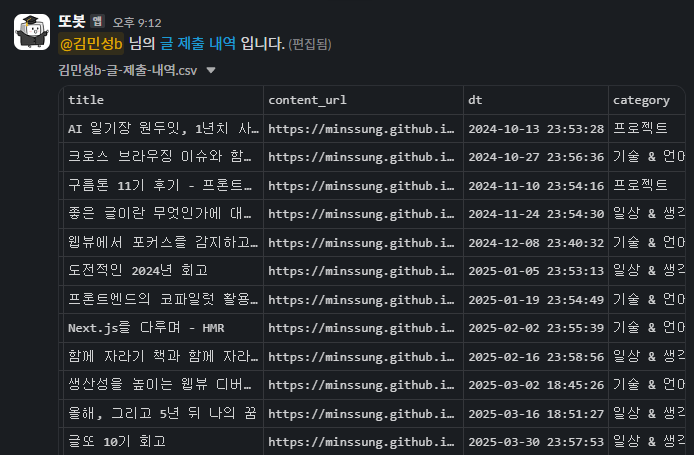 또봇 앱 오후 9:12
@김민성b 님의 글 제출 내역 입니다. (편집됨)
김민성b-글-제출-내역.csv
title content_url dt category
AI 일기장 원두잇, 1년치 사… https://minssung.github.i… 2024-10-13 23:53:28 프로젝트
크로스 브라우징 이슈와 함… https://minssung.github.i… 2024-10-27 23:56:36 기술 & 언어
구름톤 11기 후기 - 프론트… https://minssung.github.i… 2024-11-10 23:54:16 프로젝트
좋은 글이란 무엇인가에 대… https://minssung.github.i… 2024-11-24 23:54:30 일상 & 생각
웹뷰에서 포커스를 감지하고… https://minssung.github.i… 2024-12-08 23:40:32 기술 & 언어
도전적인 2024년 회고 https://minssung.github.i… 2025-01-05 23:53:13 일상 & 생각
프론트엔드의 코파일럿 활용… https://minssung.github.i… 2025-01-19 23:54:49 기술 & 언어
Next.js를 다루며 - HMR https://minssung.github.i… 2025-02-02 23:55:39 기술 & 언어
함께 자라기 책과 함께 자라… https://minssung.github.i… 2025-02-16 23:58:56 일상 & 생각
생산성을 높이는 웹뷰 디버… https://minssung.github.i… 2025-03-02 18:45:26 기술 & 언어
올해, 그리고 5년 뒤 나의 꿈 https://minssung.github.i… 2025-03-16 18:51:27 일상 & 생각
글또 10기 회고 https://minssung.github.i… 2025-03-30 23:57:53 일상 & 생각